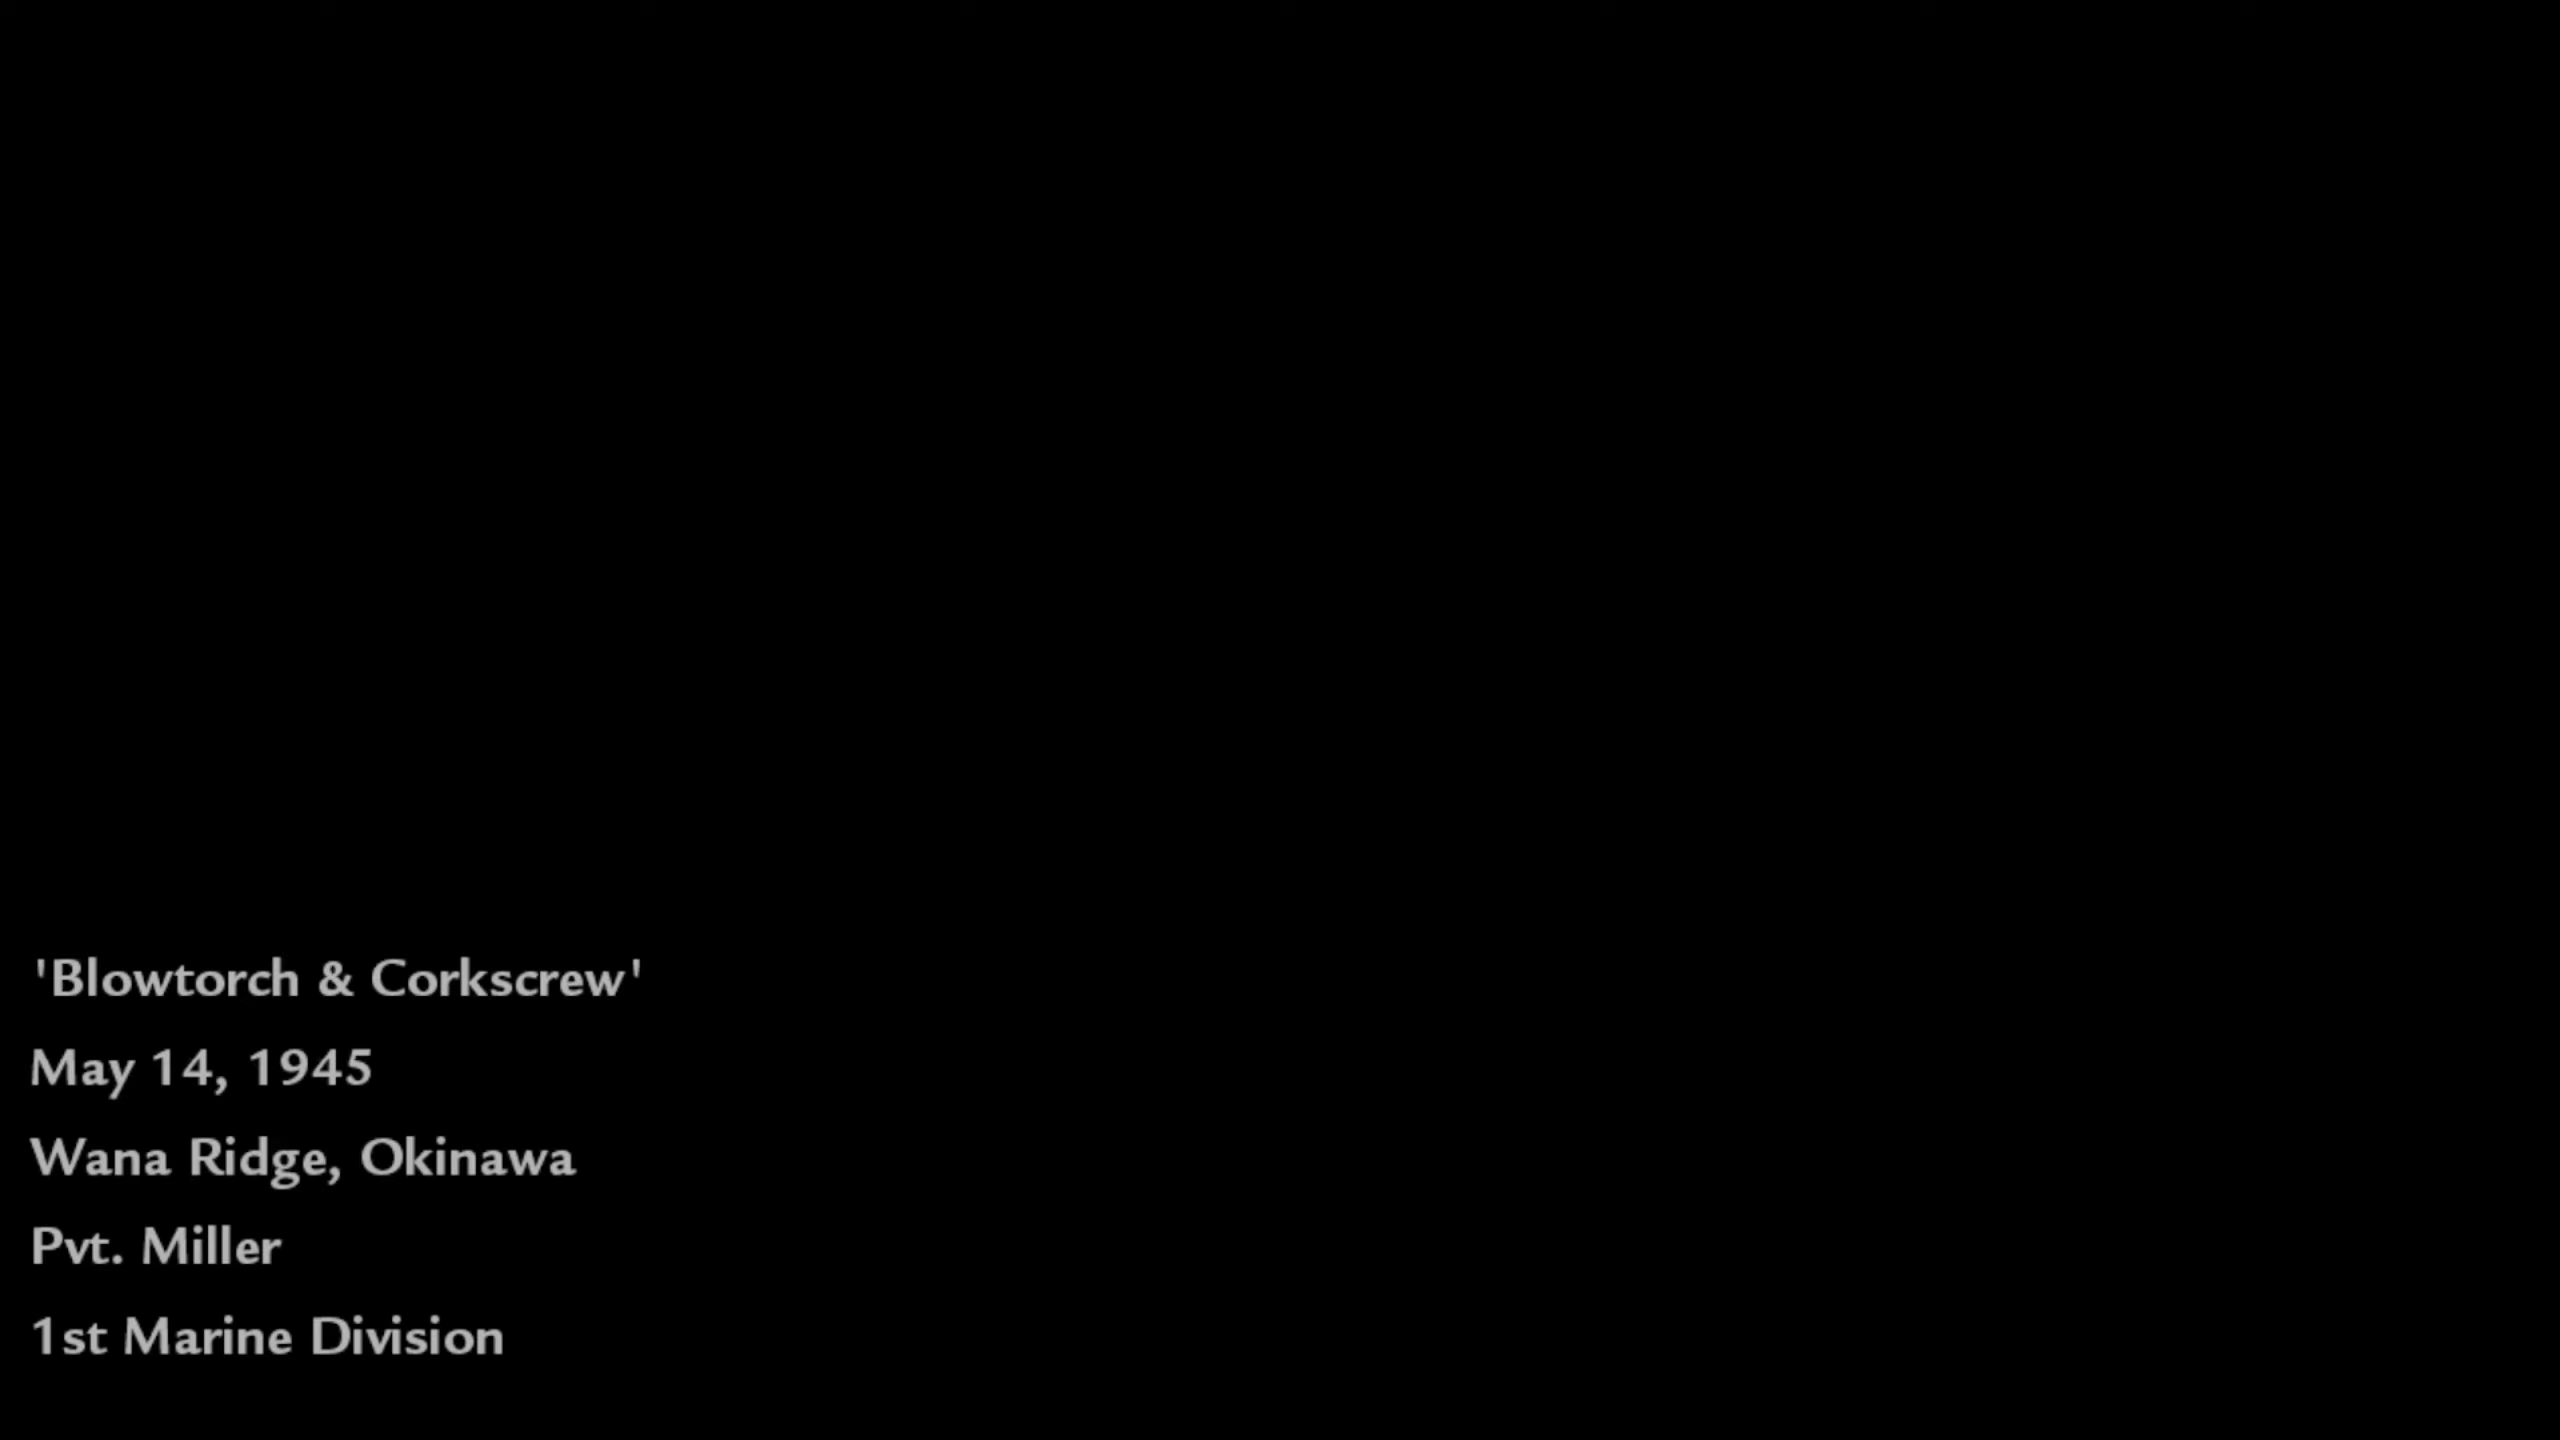 'Blowtorch & Corkscrew'
May 14, 1945
Wana Ridge, Okinawa
Pvt. Miller
1st Marine Division